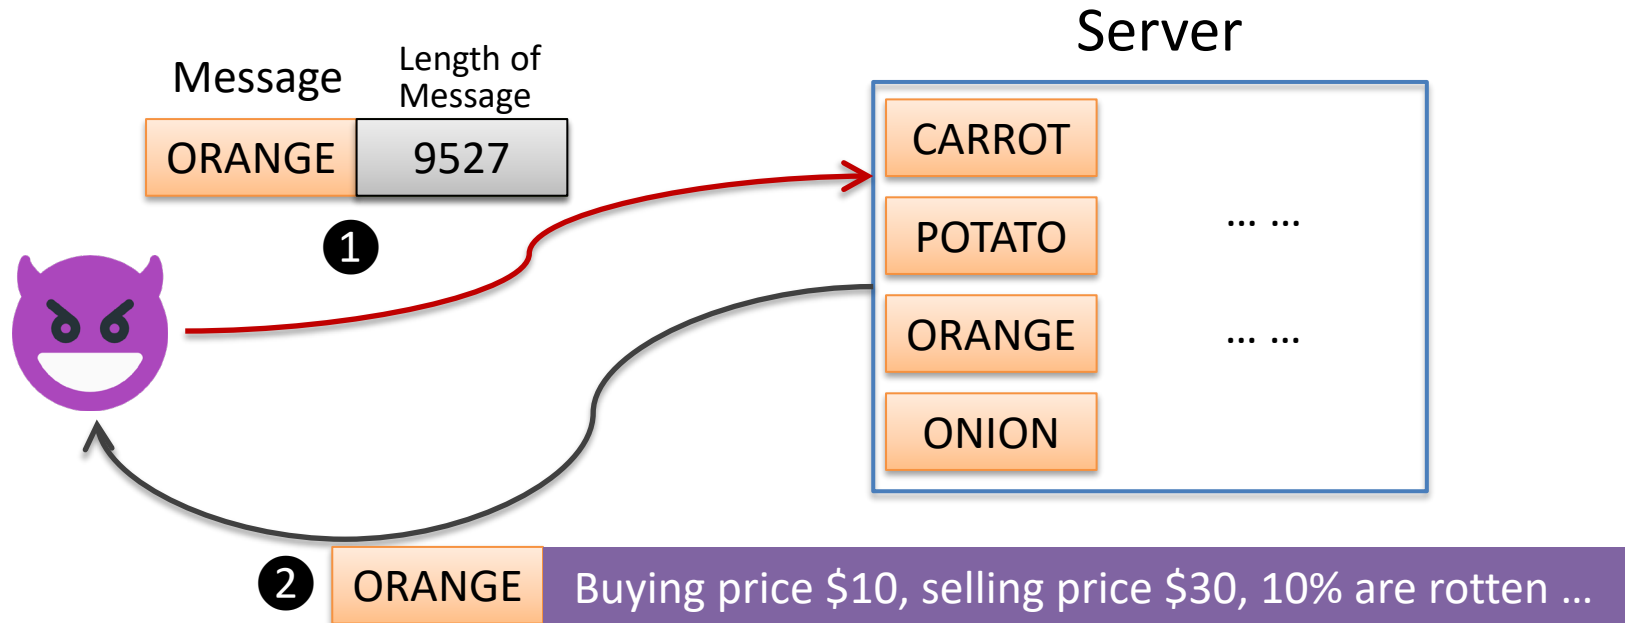 Server
Message
Length of
Message
ORANGE 9527
1
CARROT
POTATO
... ...
ORANGE
... ...
ONION
2 ORANGE Buying price $10, selling price $30, 10% are rotten ...